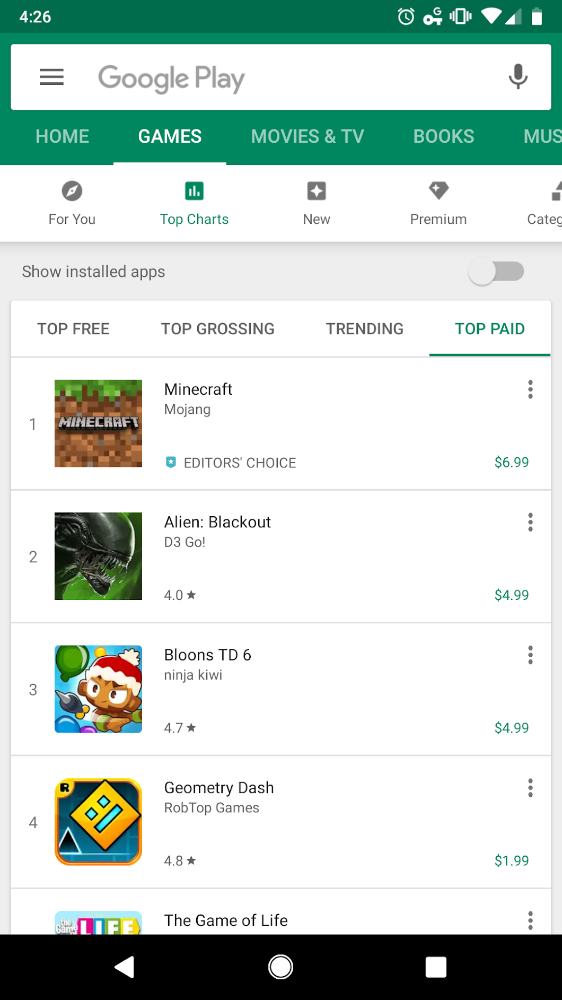 4:26
Google Play
HOME GAMES MOVIES & TV BOOKS MUS
For You Top Charts New Premium Categ
Show installed apps
TOP FREE TOP GROSSING TRENDING TOP PAID
1
MINECRAFT
Minecraft
Mojang
EDITORS' CHOICE $6.99
2
Alien: Blackout
D3 Go!
4.0 ★ $4.99
3
Bloons TD 6
ninja kiwi
4.7 ★ $4.99
4
R
Geometry Dash
RobTop Games
4.8 ★ $1.99
the Game of LIFE
The Game of Life